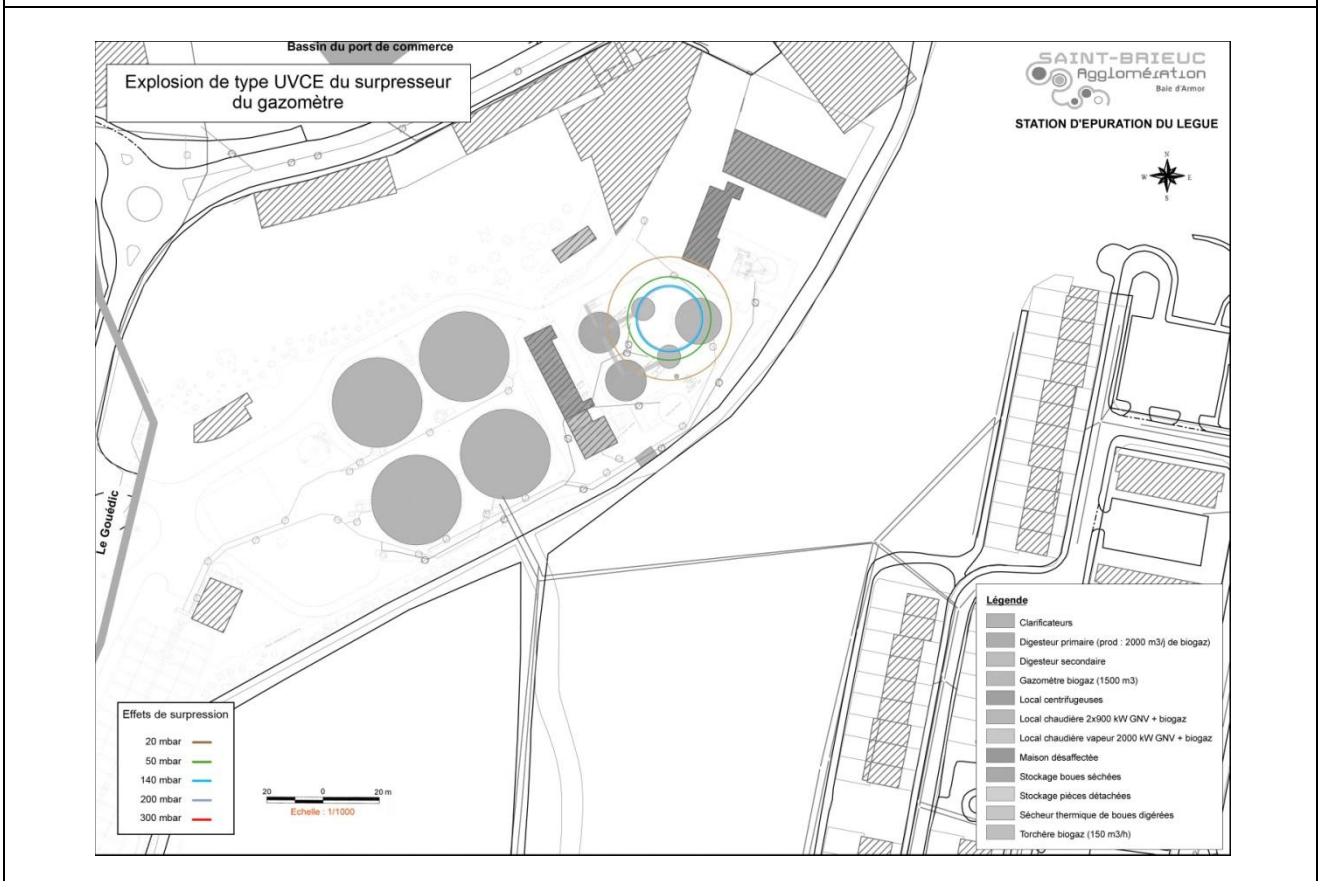 Bassin du port de commerce
Explosion de type UVCE du surpresseur
du gazomètre
SAINT-BRIEUC
Agglomération
Baie d'Armor
STATION D'EPURATION DU LEGUE
N
W E
S
Le Gouédic
Légende
Clarificateurs
Digesteur primaire (prod : 2000 m3/j de biogaz)
Digesteur secondaire
Gazomètre biogaz (1500 m3)
Local centrifugeuses
Local chaudière 2x900 kW GNV + biogaz
Local chaudière vapeur 2000 kW GNV + biogaz
Maison désaffectée
Stockage boues séchées
Stockage pièces détachées
Sécheur thermique de boues digérées
Torchère biogaz (150 m3/h)
Effets de surpression
20 mbar
50 mbar
140 mbar
200 mbar
300 mbar
20 0 20 m
Echelle : 1/1000